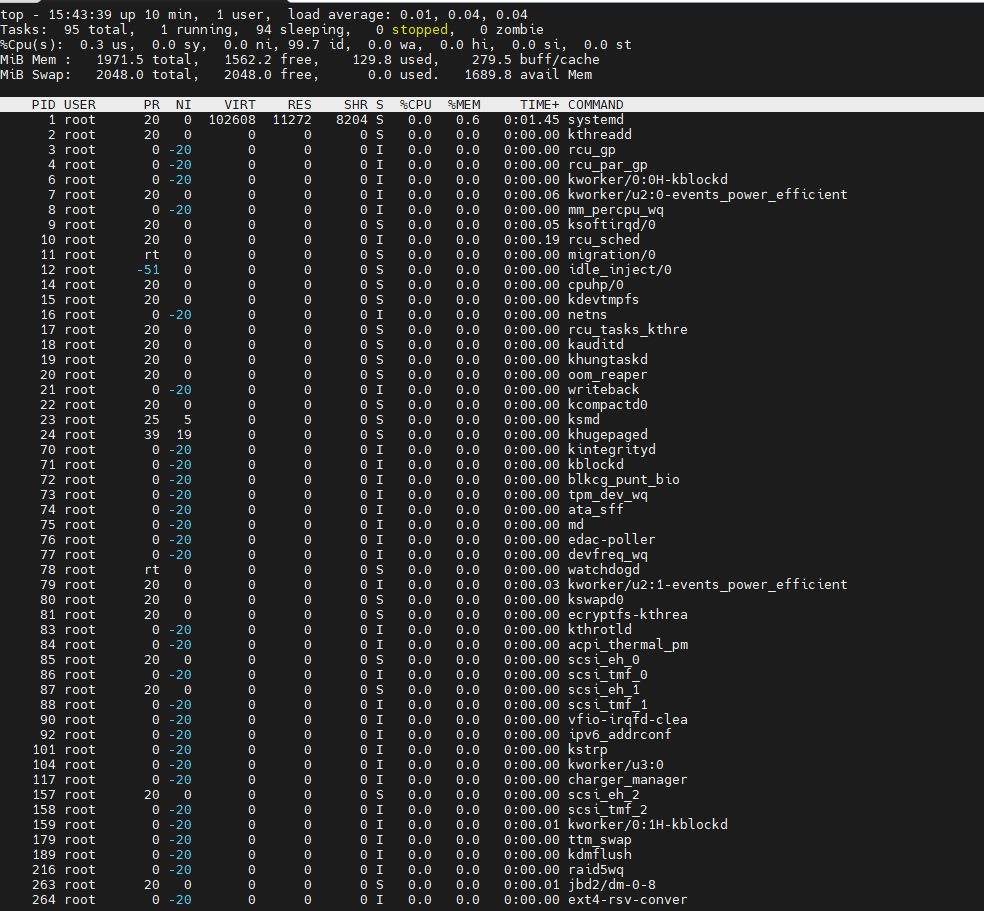 top - 15:43:39 up 10 min,  1 user,  load average: 0.01, 0.04, 0.04
Tasks:  95 total,   1 running,  94 sleeping,   0 stopped,   0 zombie
%Cpu(s):  0.3 us,  0.0 sy,  0.0 ni, 99.7 id,  0.0 wa,  0.0 hi,  0.0 si,  0.0 st
MiB Mem :   1971.5 total,   1562.2 free,    129.8 used,    279.5 buff/cache
MiB Swap:   2048.0 total,   2048.0 free,      0.0 used.   1689.8 avail Mem
PID USER      PR  NI    VIRT    RES    SHR S  %CPU  %MEM     TIME+ COMMAND
1 root      20   0  102608  11272   8204 S   0.0   0.6   0:01.45 systemd
2 root      20   0       0      0      0 S   0.0   0.0   0:00.00 kthreadd
3 root       0 -20       0      0      0 I   0.0   0.0   0:00.00 rcu_gp
4 root       0 -20       0      0      0 I   0.0   0.0   0:00.00 rcu_par_gp
6 root       0 -20       0      0      0 I   0.0   0.0   0:00.00 kworker/0:0H-kblockd
7 root      20   0       0      0      0 I   0.0   0.0   0:00.06 kworker/u2:0-events_power_efficient
8 root       0 -20       0      0      0 I   0.0   0.0   0:00.00 mm_percpu_wq
9 root      20   0       0      0      0 S   0.0   0.0   0:00.05 ksoftirqd/0
10 root      20   0       0      0      0 I   0.0   0.0   0:00.19 rcu_sched
11 root      rt   0       0      0      0 S   0.0   0.0   0:00.00 migration/0
12 root     -51   0       0      0      0 S   0.0   0.0   0:00.00 idle_inject/0
14 root      20   0       0      0      0 S   0.0   0.0   0:00.00 cpuhp/0
15 root      20   0       0      0      0 S   0.0   0.0   0:00.00 kdevtmpfs
16 root       0 -20       0      0      0 I   0.0   0.0   0:00.00 netns
17 root      20   0       0      0      0 S   0.0   0.0   0:00.00 rcu_tasks_kthre
18 root      20   0       0      0      0 S   0.0   0.0   0:00.00 kauditd
19 root      20   0       0      0      0 S   0.0   0.0   0:00.00 khungtaskd
20 root      20   0       0      0      0 S   0.0   0.0   0:00.00 oom_reaper
21 root       0 -20       0      0      0 I   0.0   0.0   0:00.00 writeback
22 root      20   0       0      0      0 S   0.0   0.0   0:00.00 kcompactd0
23 root      25   5       0      0      0 S   0.0   0.0   0:00.00 ksmd
24 root      39  19       0      0      0 S   0.0   0.0   0:00.00 khugepaged
70 root       0 -20       0      0      0 I   0.0   0.0   0:00.00 kintegrityd
71 root       0 -20       0      0      0 I   0.0   0.0   0:00.00 kblockd
72 root       0 -20       0      0      0 I   0.0   0.0   0:00.00 blkcg_punt_bio
73 root       0 -20       0      0      0 I   0.0   0.0   0:00.00 tpm_dev_wq
74 root       0 -20       0      0      0 I   0.0   0.0   0:00.00 ata_sff
75 root       0 -20       0      0      0 I   0.0   0.0   0:00.00 md
76 root       0 -20       0      0      0 I   0.0   0.0   0:00.00 edac-poller
77 root       0 -20       0      0      0 I   0.0   0.0   0:00.00 devfreq_wq
78 root      rt   0       0      0      0 S   0.0   0.0   0:00.00 watchdogd
79 root      20   0       0      0      0 I   0.0   0.0   0:00.03 kworker/u2:1-events_power_efficient
80 root      20   0       0      0      0 S   0.0   0.0   0:00.00 kswapd0
81 root      20   0       0      0      0 S   0.0   0.0   0:00.00 ecryptfs-kthrea
83 root       0 -20       0      0      0 I   0.0   0.0   0:00.00 kthrotld
84 root       0 -20       0      0      0 I   0.0   0.0   0:00.00 acpi_thermal_pm
85 root      20   0       0      0      0 S   0.0   0.0   0:00.00 scsi_eh_0
86 root       0 -20       0      0      0 I   0.0   0.0   0:00.00 scsi_tmf_0
87 root      20   0       0      0      0 S   0.0   0.0   0:00.00 scsi_eh_1
88 root       0 -20       0      0      0 I   0.0   0.0   0:00.00 scsi_tmf_1
90 root       0 -20       0      0      0 I   0.0   0.0   0:00.00 vfio-irqfd-clea
92 root       0 -20       0      0      0 I   0.0   0.0   0:00.00 ipv6_addrconf
101 root       0 -20       0      0      0 I   0.0   0.0   0:00.00 kstrp
104 root       0 -20       0      0      0 I   0.0   0.0   0:00.00 kworker/u3:0
117 root       0 -20       0      0      0 I   0.0   0.0   0:00.00 charger_manager
157 root      20   0       0      0      0 S   0.0   0.0   0:00.00 scsi_eh_2
158 root       0 -20       0      0      0 I   0.0   0.0   0:00.00 scsi_tmf_2
159 root       0 -20       0      0      0 I   0.0   0.0   0:00.01 kworker/0:1H-kblockd
179 root       0 -20       0      0      0 I   0.0   0.0   0:00.00 ttm_swap
189 root       0 -20       0      0      0 I   0.0   0.0   0:00.00 kdmflush
216 root       0 -20       0      0      0 I   0.0   0.0   0:00.00 raid5wq
263 root      20   0       0      0      0 S   0.0   0.0   0:00.01 jbd2/dm-0-8
264 root       0 -20       0      0      0 I   0.0   0.0   0:00.00 ext4-rsv-conver